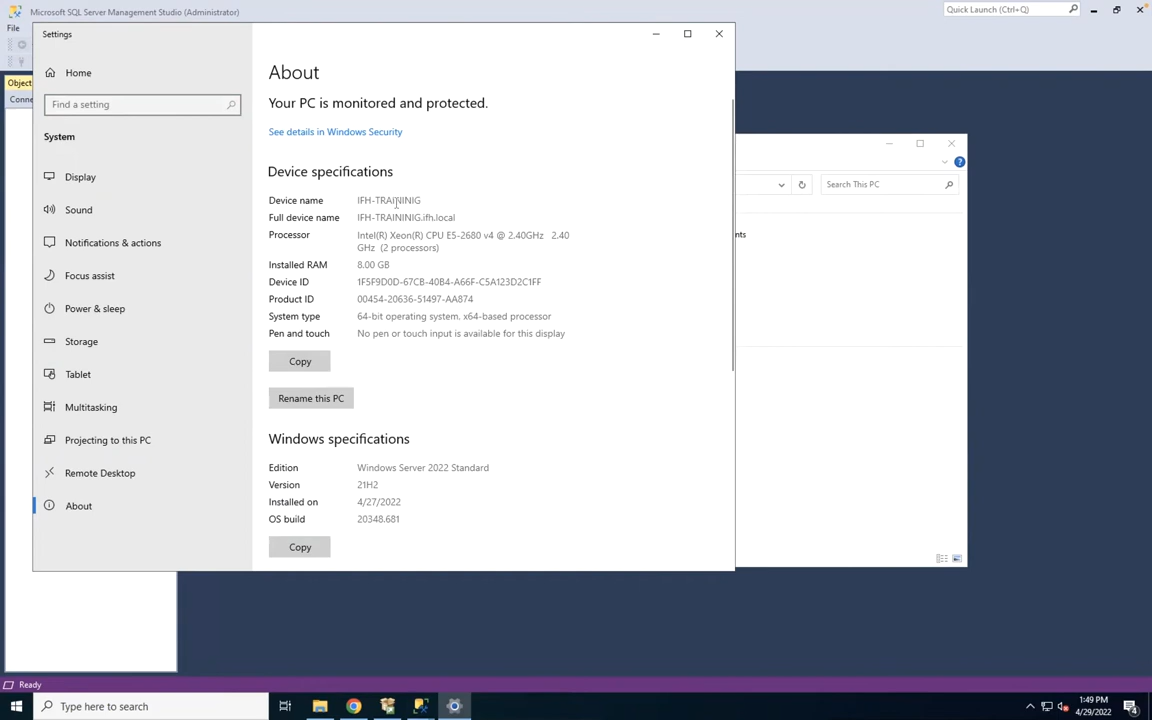 Microsoft SQL Server Management Studio (Administrator)
Quick Launch (Ctrl+Q)
File
Settings
Object
Conne
Home
Find a setting
System
Display
Sound
Notifications & actions
Focus assist
Power & sleep
Storage
Tablet
Multitasking
Projecting to this PC
Remote Desktop
About
About
Your PC is monitored and protected.
See details in Windows Security
Device specifications
Device name IFH-TRAININIG
Full device name IFH-TRAININIG.ifh.local
Processor Intel(R) Xeon(R) CPU E5-2680 v4 @ 2.40GHz 2.40
GHz (2 processors)
Installed RAM 8.00 GB
Device ID 1F5F9D0D-67CB-40B4-A66F-C5A123D2C1FF
Product ID 00454-20636-51497-AA874
System type 64-bit operating system, x64-based processor
Pen and touch No pen or touch input is available for this display
Copy
Rename this PC
Windows specifications
Edition Windows Server 2022 Standard
Version 21H2
Installed on 4/27/2022
OS build 20348.681
Copy
Search This PC
nts
Ready
Type here to search
1:49 PM
4/29/2022
4